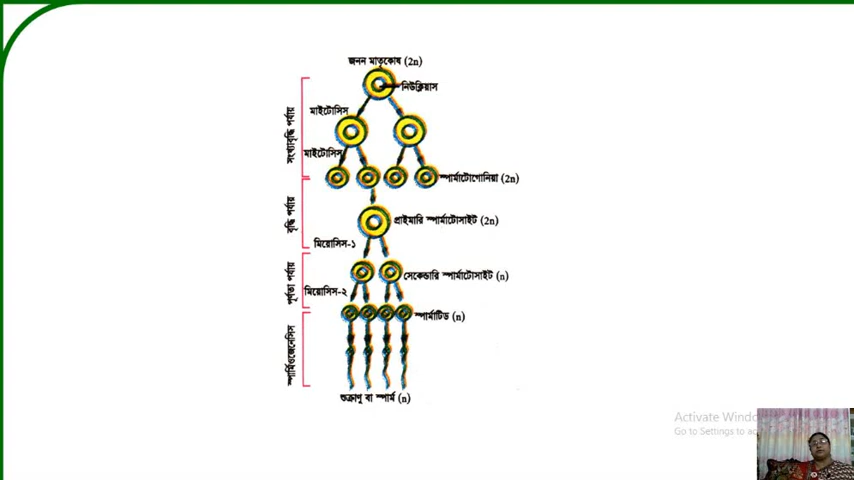 জনন মাতৃকোষ (2n)
নিউক্লিয়াস
মাইটোসিস
মাইটোসিস
সংখ্যাবৃদ্ধি পর্যায়
স্পার্মাটোগোনিয়া (2n)
বৃদ্ধি পর্যায়
প্রাইমারি স্পার্মাটোসাইট (2n)
মিয়োসিস-১
পূর্ণতা পর্যায়
সেকেন্ডারি স্পার্মাটোসাইট (n)
মিয়োসিস-২
স্পার্মাটিড (n)
স্পার্মিওজেনেসিস
শুক্রাণু বা স্পার্ম (n)
Activate Windo
Go to Settings to